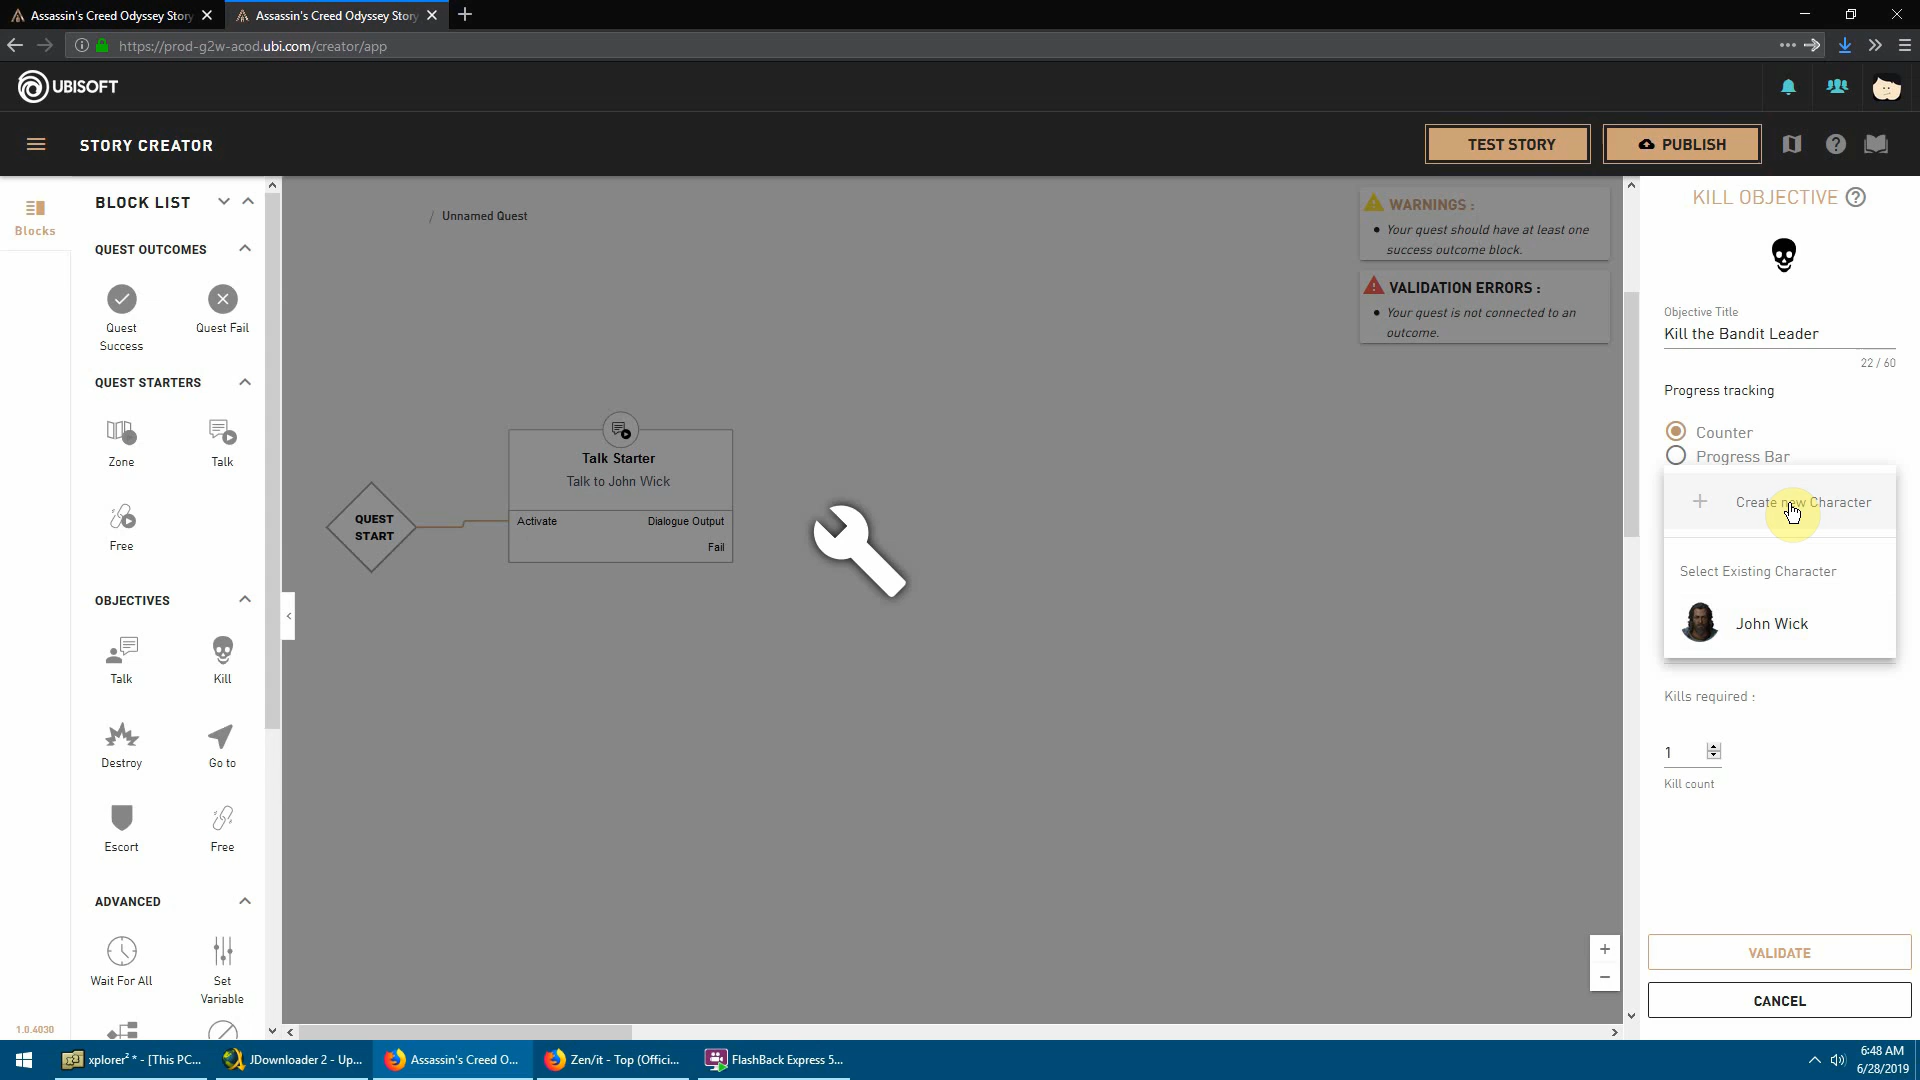 Assassin's Creed Odyssey Story
Assassin's Creed Odyssey Story
https://prod-g2w-acod.ubi.com/creator/app
UBISOFT
STORY CREATOR
TEST STORY
PUBLISH
Blocks
BLOCK LIST
QUEST OUTCOMES
Quest Success
Quest Fail
QUEST STARTERS
Zone
Talk
Free
OBJECTIVES
Talk
Kill
Destroy
Go to
Escort
Free
ADVANCED
Wait For All
Set Variable
1.0.4030
/ Unnamed Quest
WARNINGS :
Your quest should have at least one
success outcome block.
VALIDATION ERRORS :
Your quest is not connected to an
outcome.
QUEST
START
Talk Starter
Talk to John Wick
Activate
Dialogue Output
Fail
KILL OBJECTIVE
Objective Title
Kill the Bandit Leader
22 / 60
Progress tracking
Counter
Progress Bar
Create new Character
Select Existing Character
John Wick
Kills required :
1
Kill count
VALIDATE
CANCEL
xplorer² * - [This PC...
JDownloader 2 - Up...
Assassin's Creed O...
Zen/it - Top (Offici...
FlashBack Express 5...
6:48 AM
6/28/2019